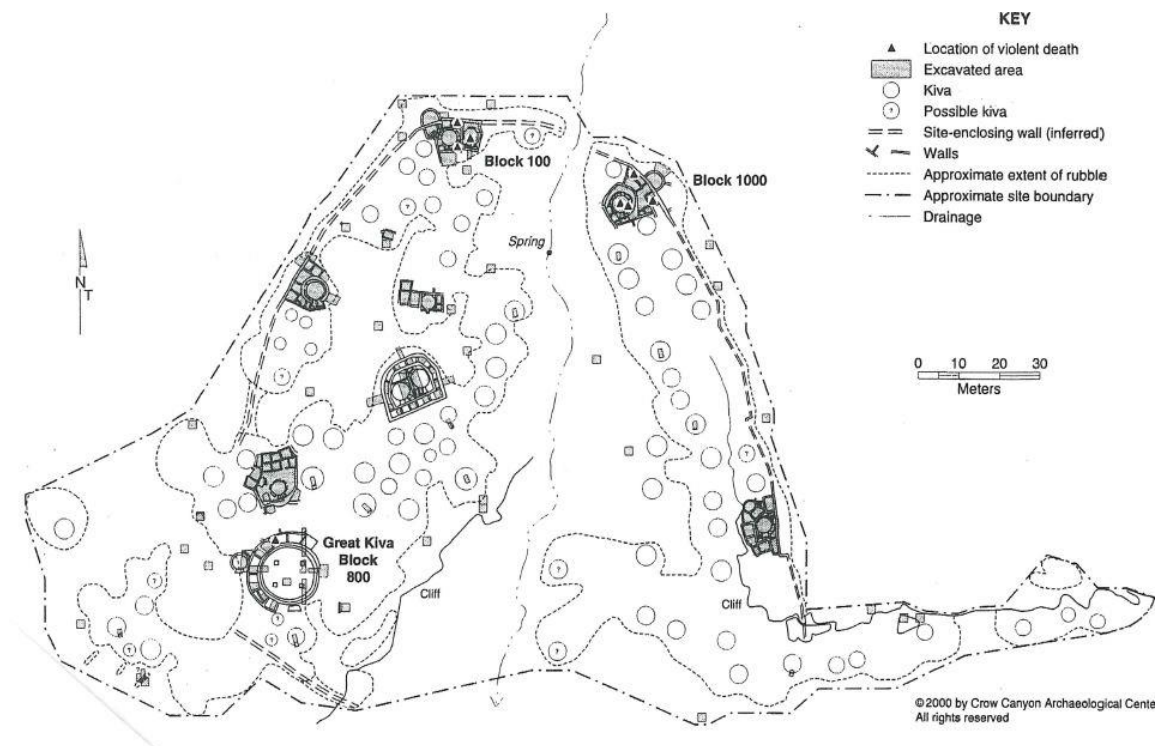 KEY
Location of violent death
Excavated area
Kiva
? Possible kiva
Site-enclosing wall (inferred)
Walls
Approximate extent of rubble
Approximate site boundary
Drainage
Block 100
?
Block 1000
?
Spring
N
T
?
0 10 20 30
Meters
?
Great Kiva
Block
800
?
?
Cliff
Cliff
?
?
?
?
?
©2000 by Crow Canyon Archaeological Cente
All rights reserved